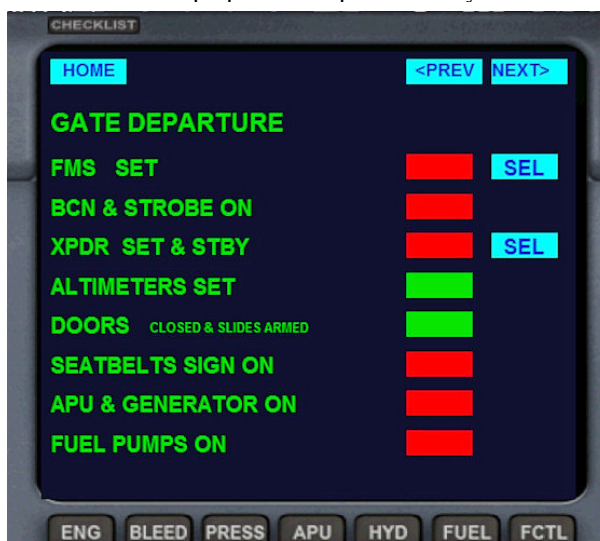 CHECKLIST
HOME <PREV NEXT>
GATE DEPARTURE
FMS SET SEL
BCN & STROBE ON
XPDR SET & STBY SEL
ALTIMETERS SET
DOORS CLOSED & SLIDES ARMED
SEATBELTS SIGN ON
APU & GENERATOR ON
FUEL PUMPS ON
ENG BLEED PRESS APU HYD FUEL FCTL